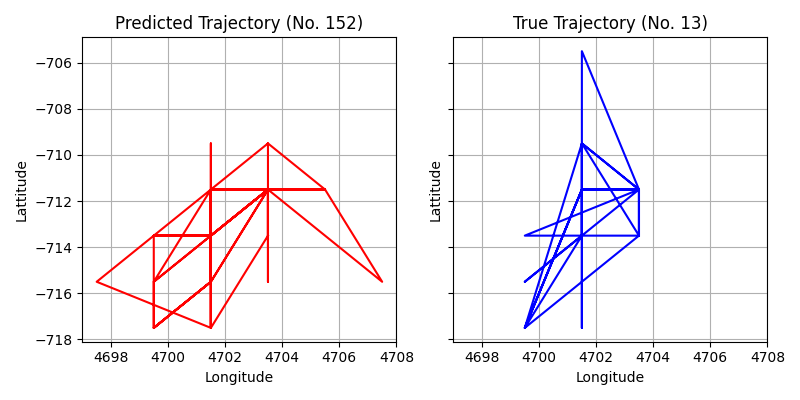 Predicted Trajectory (No. 152)
True Trajectory (No. 13)
−706
−708
−710
−712
−714
−716
−718
Lattitude
Lattitude
4698 4700 4702 4704 4706 4708
4698 4700 4702 4704 4706 4708
Longitude
Longitude